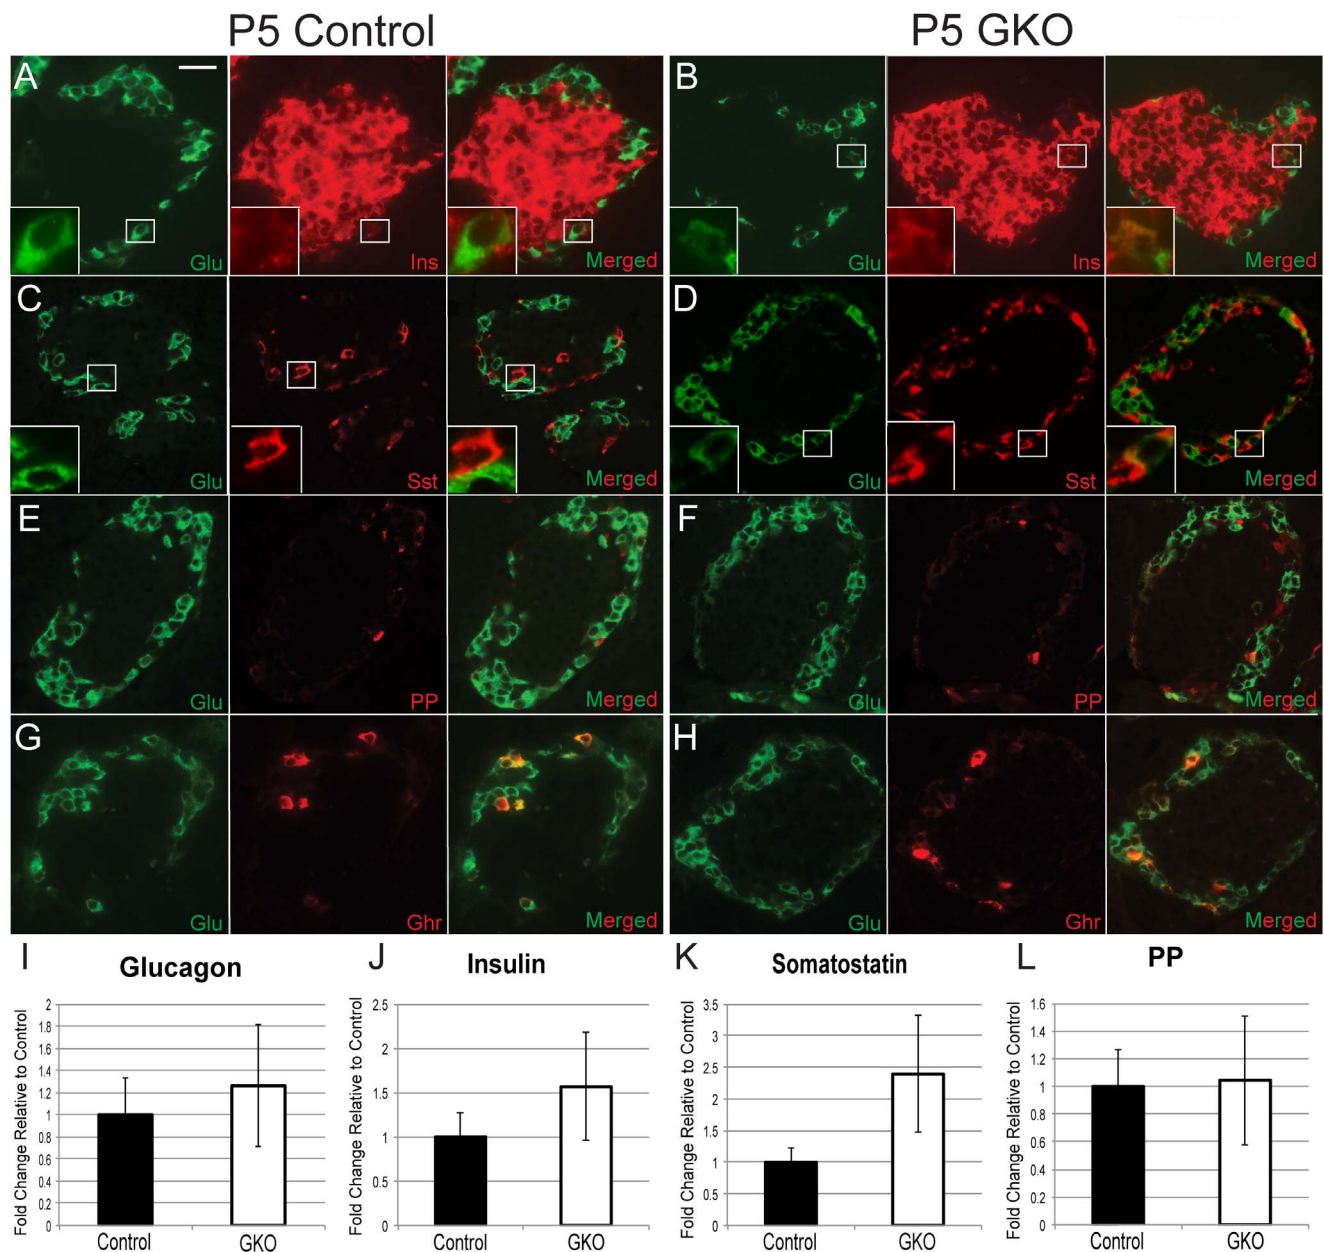 P5 Control P5 GKO
A Glu Ins Merged
B Glu Ins Merged
C Glu Sst Merged
D Glu Sst Merged
E Glu PP Merged
F Glu PP Merged
G Glu Ghr Merged
H Glu Ghr Merged
I Glucagon
Fold Change Relative to Control
2
1.8
1.6
1.4
1.2
1
0.8
0.6
0.4
0.2
0
Control GKO
J Insulin
Fold Change Relative to Control
2.5
2
1.5
1
0.5
0
Control GKO
K Somatostatin
Fold Change Relative to Control
3.5
3
2.5
2
1.5
1
0.5
0
Control GKO
L PP
Fold Change Relative to Control
1.6
1.4
1.2
1
0.8
0.6
0.4
0.2
0
Control GKO